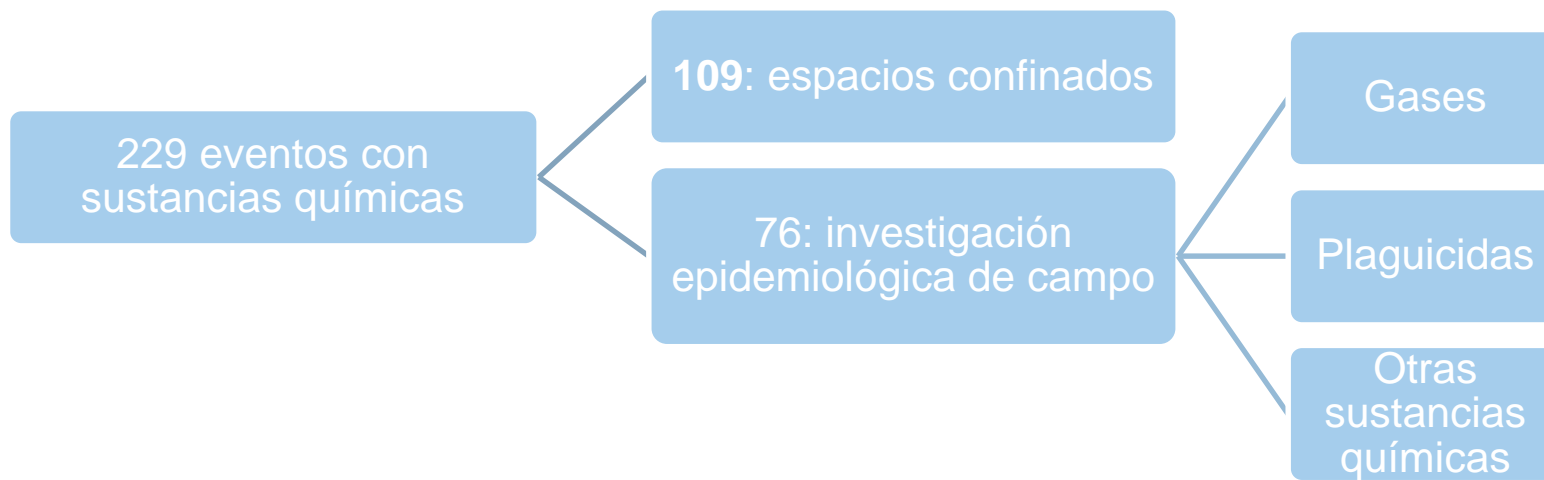 229 eventos con
sustancias químicas
109: espacios confinados
76: investigación
epidemiológica de campo
Gases
Plaguicidas
Otras
sustancias
químicas